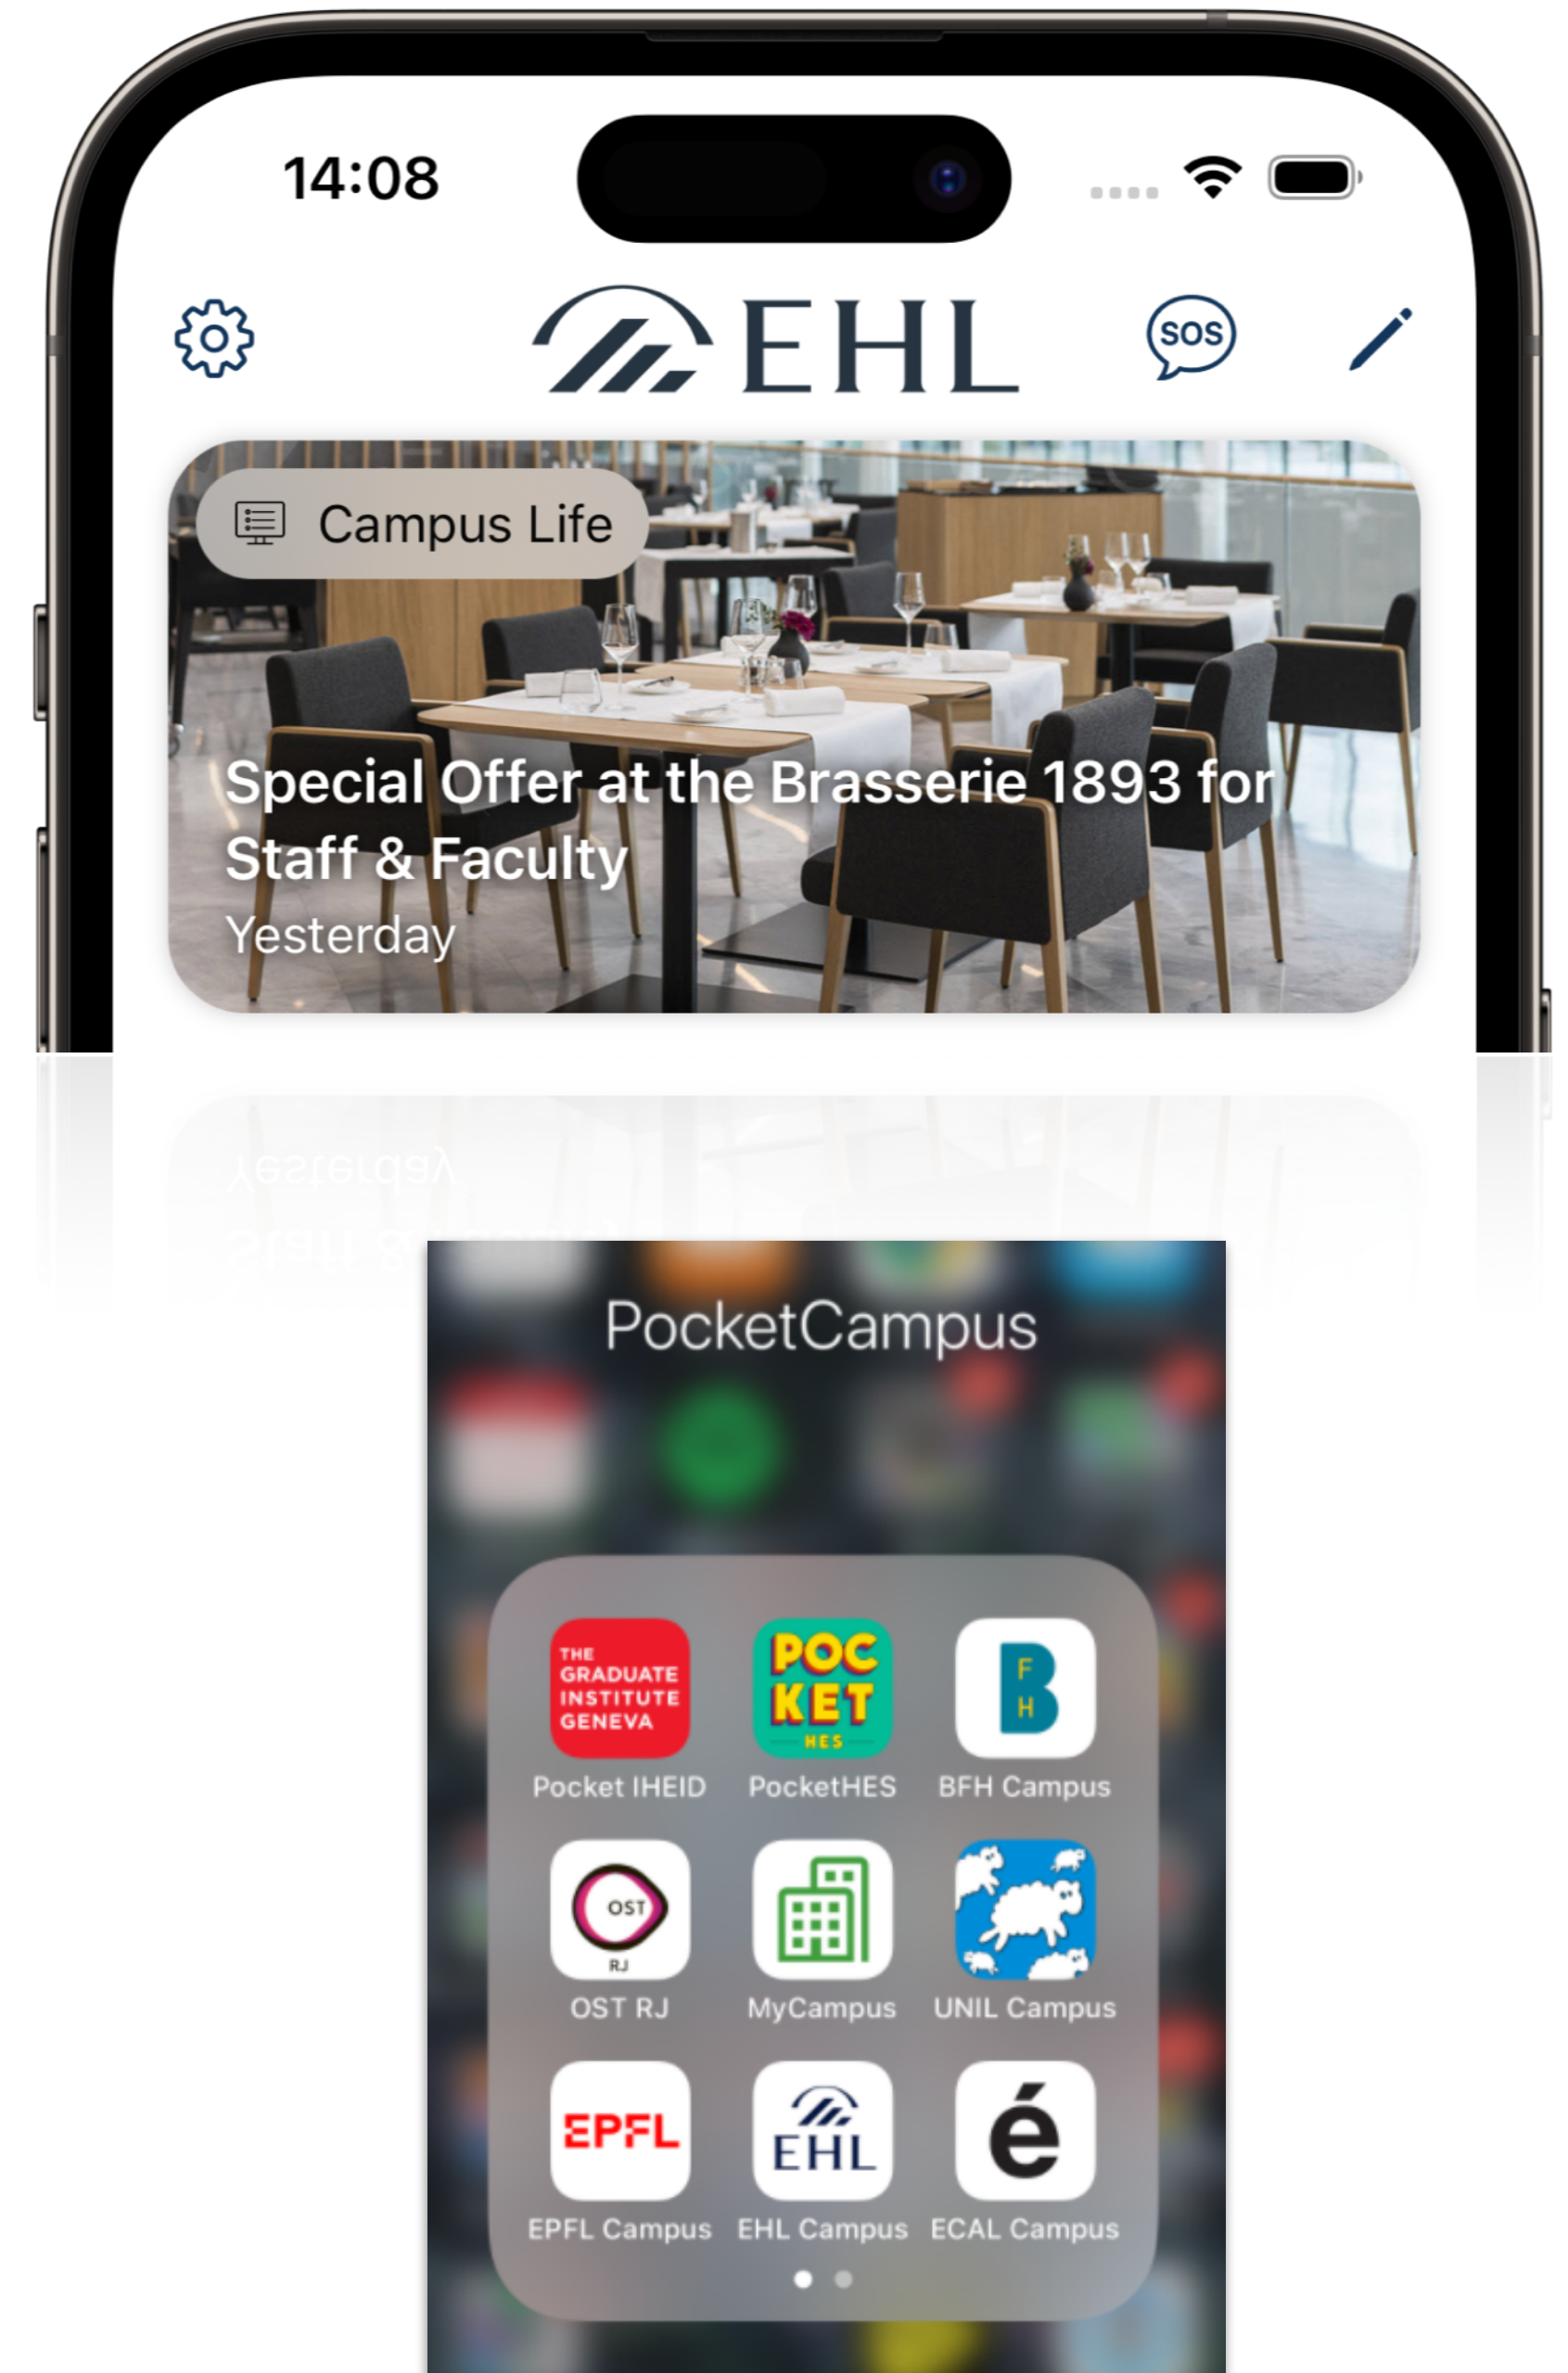 14:08
EHL
SOS
Campus Life
Special Offer at the Brasserie 1893 for
Staff & Faculty
Yesterday
Yesterday
Staff &
PocketCampus
THE
GRADUATE
INSTITUTE
GENEVA
POC
KET
HES
B
F
H
Pocket IHEID
PocketHES
BFH Campus
OST
RJ
OST RJ
MyCampus
UNIL Campus
EPFL
EHL
é
EPFL Campus
EHL Campus
ECAL Campus